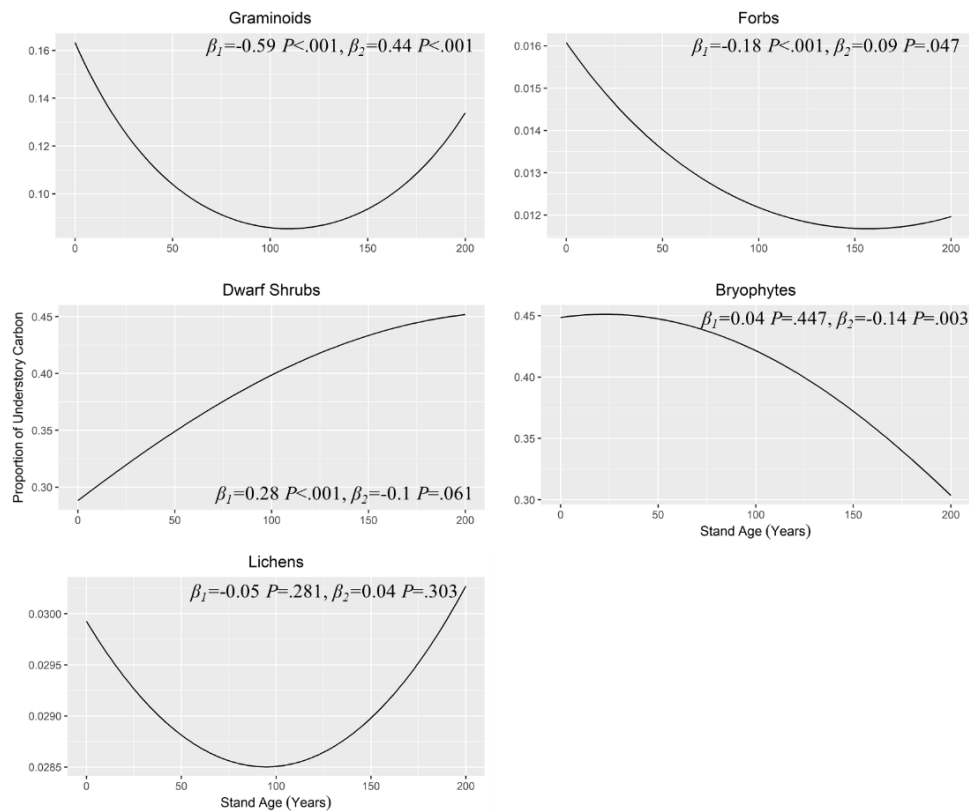 Graminoids
β1=-0.59 P<.001, β2=0.44 P<.001
0.16
0.14
0.12
0.10
0 50 100 150 200
Forbs
β1=-0.18 P<.001, β2=0.09 P=.047
0.016
0.015
0.014
0.013
0.012
0 50 100 150 200
Dwarf Shrubs
Proportion of Understory Carbon
0.45
0.40
0.35
0.30
β1=0.28 P<.001, β2=-0.1 P=.061
0 50 100 150 200
Bryophytes
β1=0.04 P=.447, β2=-0.14 P=.003
0.45
0.40
0.35
0.30
0 50 100 150 200
Stand Age (Years)
Lichens
β1=-0.05 P=.281, β2=0.04 P=.303
0.0300
0.0295
0.0290
0.0285
0 50 100 150 200
Stand Age (Years)